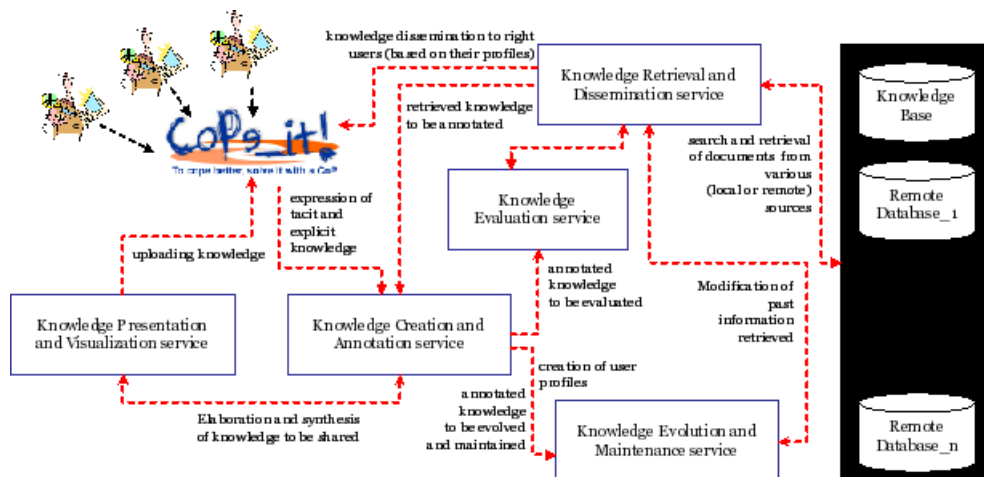 knowledge dissemination to right
users (based on their profiles)
Knowledge Retrieval and
Dissemination service
Knowledge
Base
retrieved knowledge
to be annotated
CoPe_it!
To cope better, solve it with a CoP
search and retrieval
of documents from
various
(local or remote)
sources
Remote
Database_1
expression of
tacit and
explicit
knowledge
Knowledge
Evaluation service
uploading knowledge
annotated
knowledge
to be evaluated
Modification of
past
information
retrieved
Knowledge Presentation
and Visualization service
Knowledge Creation and
Annotation service
creation of user
profiles
annotated
knowledge
to be evolved
and maintained
Elaboration and synthesis
of knowledge to be shared
Knowledge Evolution and
Maintenance service
Remote
Database_n